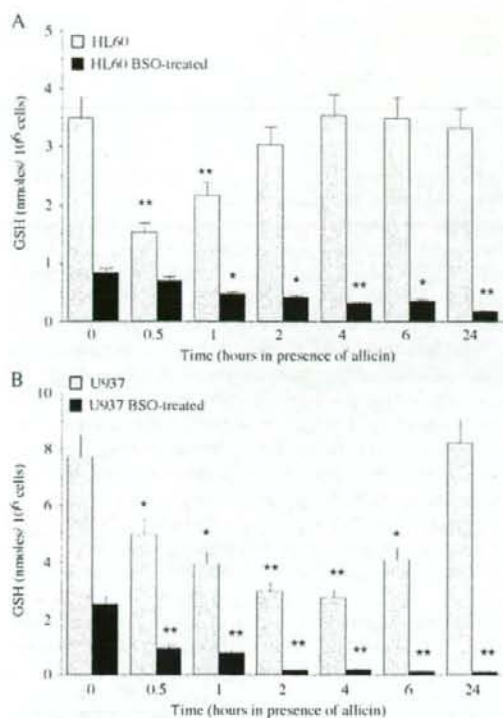 A
HL60
HL60 BSO-treated
GSH (nmoles/ 10⁶ cells)
5
4
3
2
1
0
** ** * * ** * **
0 0.5 1 2 4 6 24
Time (hours in presence of allicin)
B
U937
U937 BSO-treated
GSH (nmoles/ 10⁶ cells)
10
8
6
4
2
0
* ** * ** ** ** ** ** * ** **
0 0.5 1 2 4 6 24
Time (hours in presence of allicin)